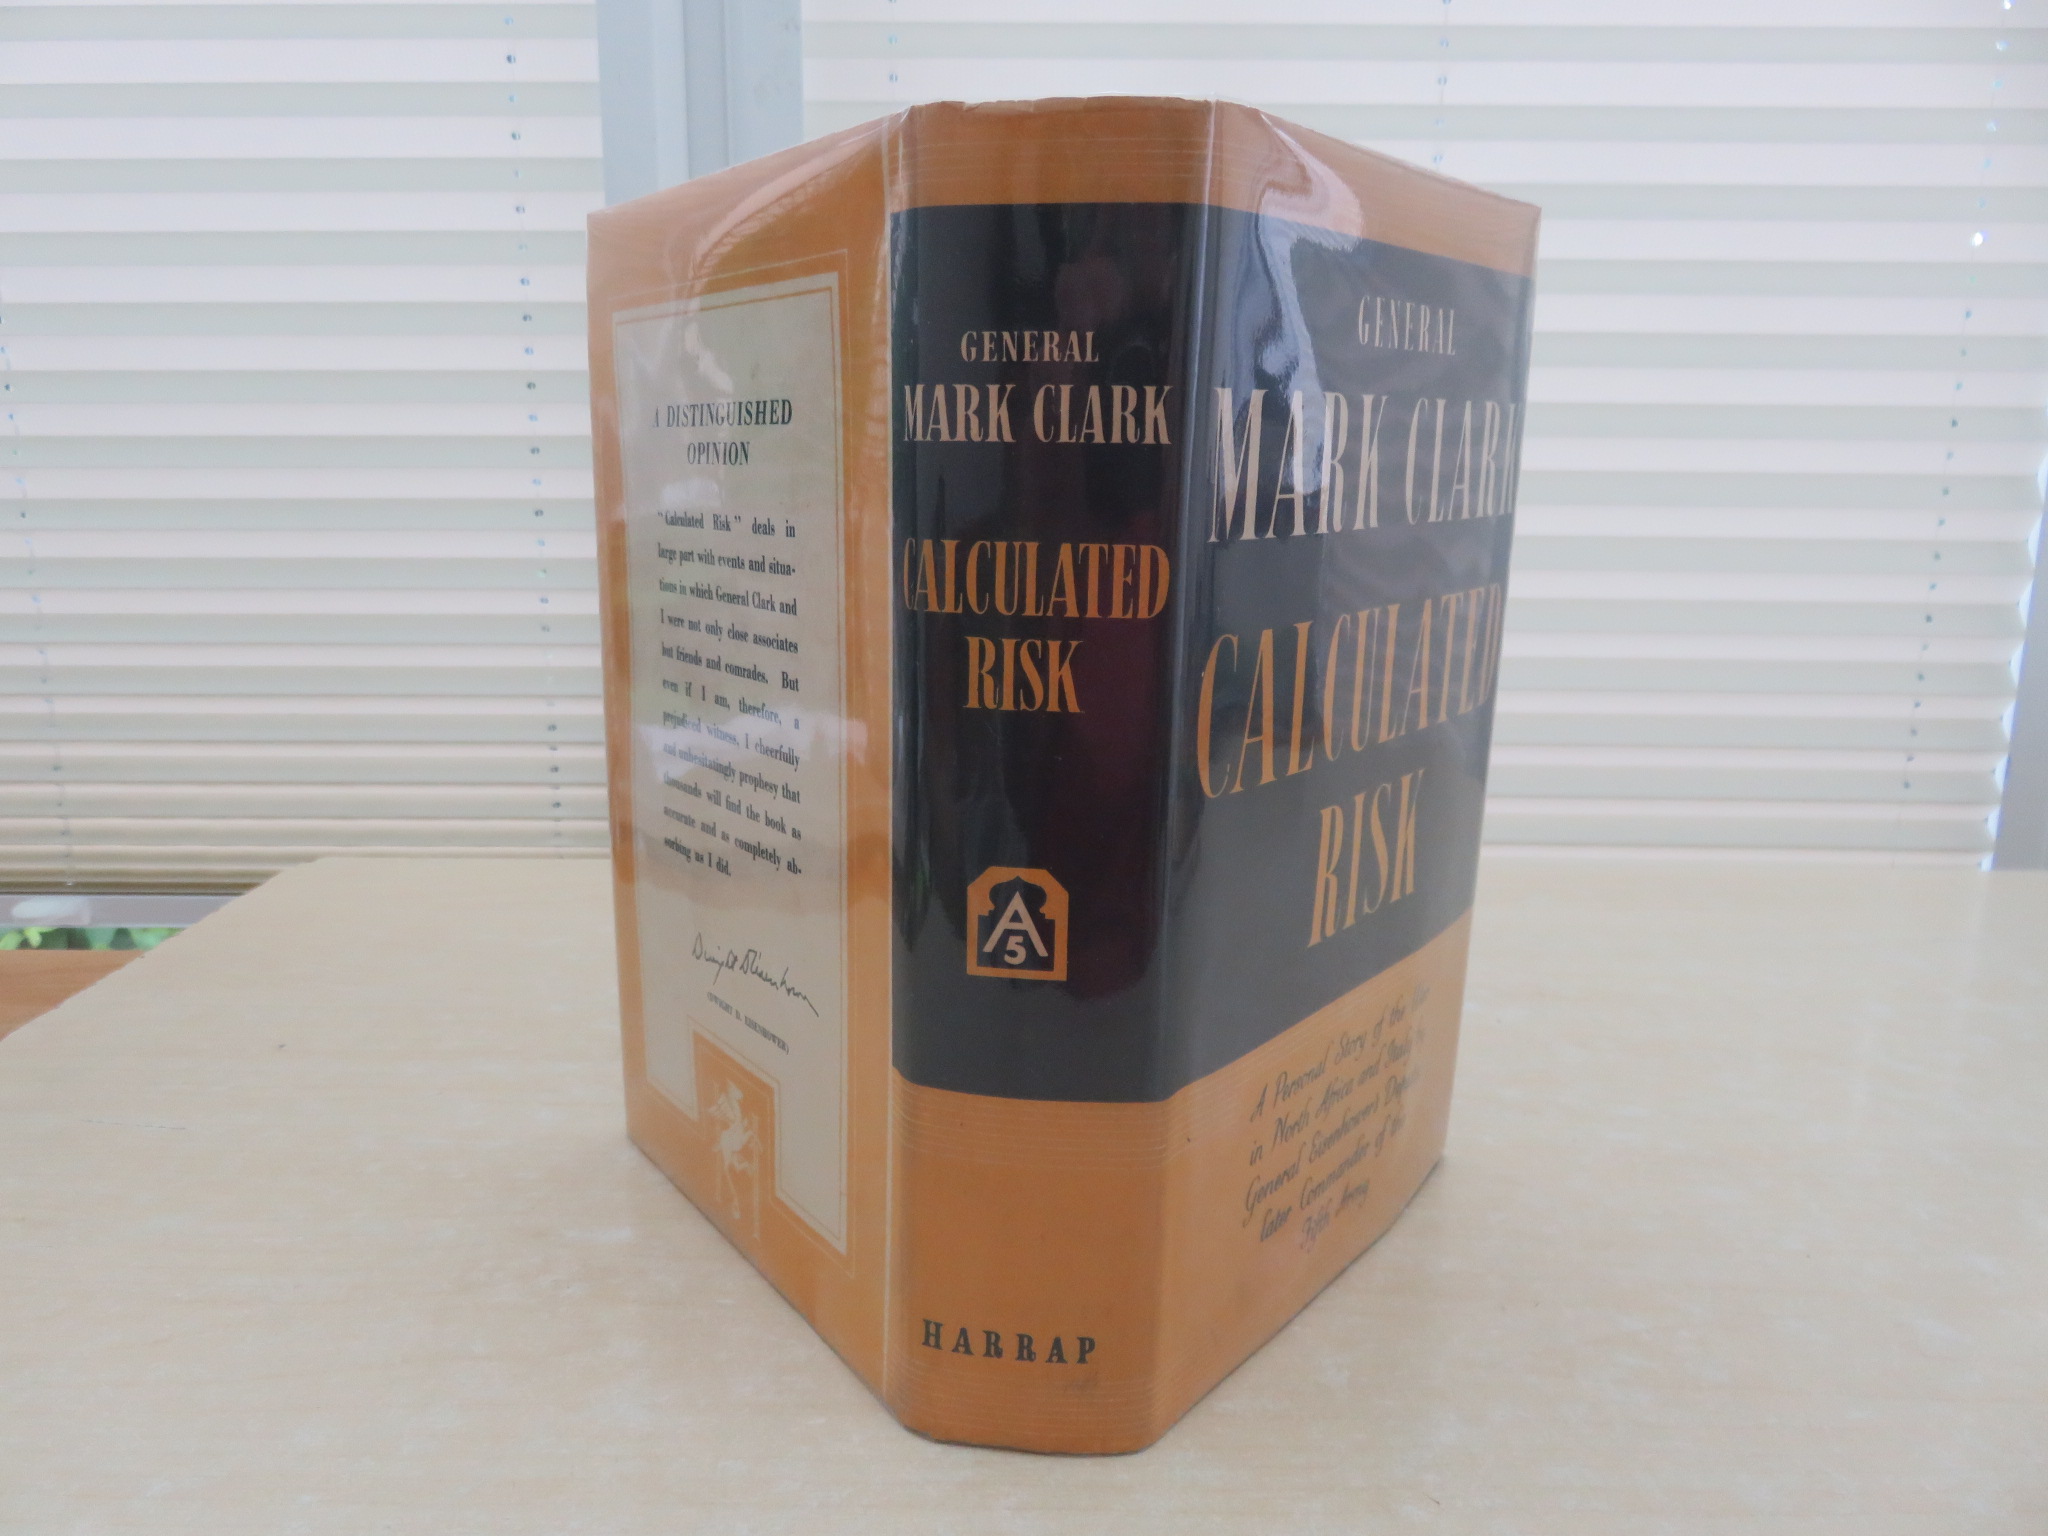 A DISTINGUISHED
OPINION
"Calculated Risk" deals in
large part with events and situa-
tions in which General Clark and
I were not only close associates
but friends and comrades. But
even if I am, therefore, a
prejudiced witness, I cheerfully
and unhesitatingly prophesy that
thousands will find the book as
accurate and as completely ab-
sorbing as I did.
Dwight D Eisenhower
(DWIGHT D. EISENHOWER)
GENERAL
MARK CLARK
CALCULATED
RISK
A
5
HARRAP
GENERAL
MARK CLARK
CALCULATED
RISK
A Personal Story of the War
in North Africa and Italy by
General Eisenhower's Deputy
later Commander of the
Fifth Army